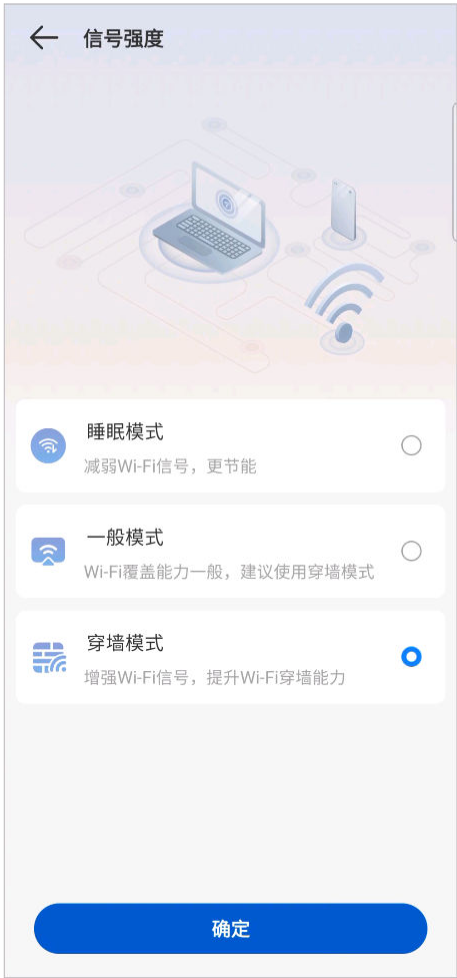 信号强度
睡眠模式
减弱Wi-Fi信号，更节能
一般模式
Wi-Fi覆盖能力一般，建议使用穿墙模式
穿墙模式
增强Wi-Fi信号，提升Wi-Fi穿墙能力
确定